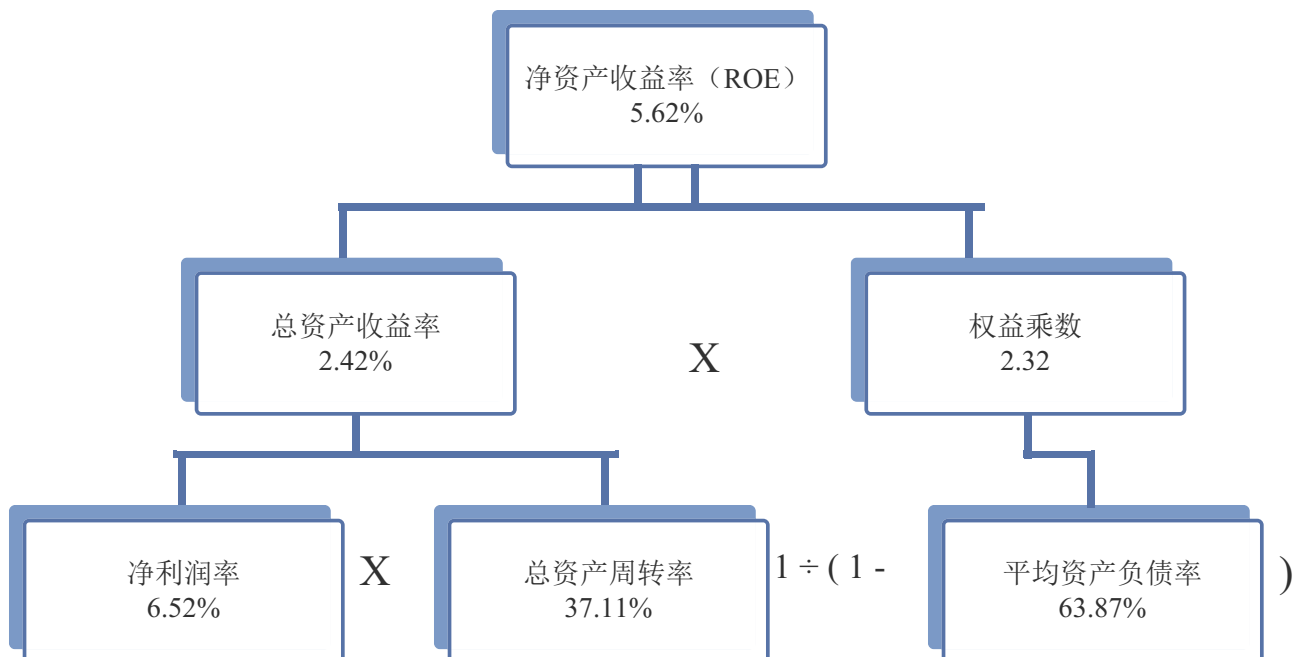 净资产收益率（ROE）
5.62%
总资产收益率
2.42%
X
权益乘数
2.32
净利润率
6.52%
X
总资产周转率
37.11%
1 ÷ ( 1 -
平均资产负债率
63.87%
)